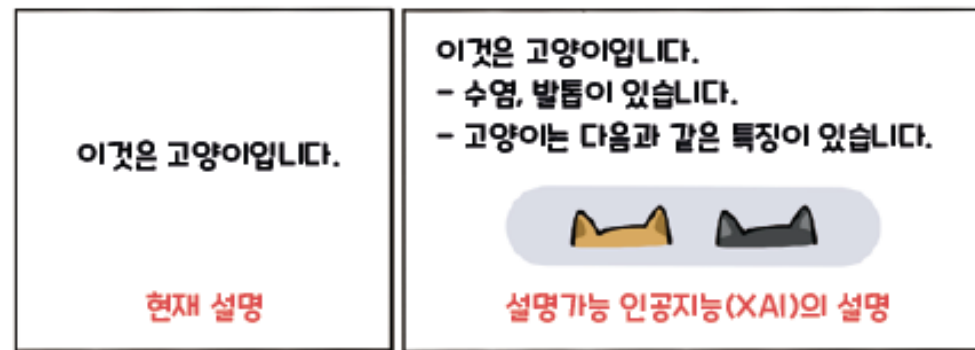 이것은 고양이입니다.
현재 설명
이것은 고양이입니다.
- 수염, 발톱이 있습니다.
- 고양이는 다음과 같은 특징이 있습니다.
설명가능 인공지능(XAI)의 설명